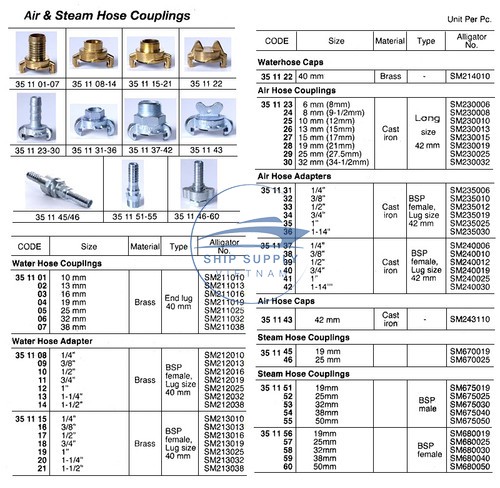 Air & Steam Hose Couplings
35 11 01-07
35 11 08-14
35 11 15-21
35 11 22
35 11 23-30
35 11 31-36
35 11 37-42
35 11 43
35 11 45/46
35 11 51-55
35 11 46-60
CODE Size Material Type Alligator No.
Water Hose Couplings
35 11 01 10 mm Brass End lug 40 mm SM211010
02 13 mm SM211013
03 16 mm SM211016
04 19 mm SM211019
05 25 mm SM211025
06 32 mm SM211032
07 38 mm SM211038
Water Hose Adapter
35 11 08 1/4" Brass BSP female, Lug size 40 mm SM212010
09 3/8" SM212013
10 1/2" SM212016
11 3/4" SM212019
12 1" SM212025
13 1-1/4" SM212032
14 1-1/2" SM212038
35 11 15 1/4" Brass BSP female Lug size 40 mm SM213010
16 3/8" SM213013
17 1/2" SM213016
18 3/4" SM213019
19 1" SM213025
20 1-1/4" SM213032
21 1-1/2" SM213038
Unit Per Pc.
CODE Size Material Type Alligator No.
Waterhose Caps
35 11 22 40 mm Brass - SM214010
Air Hose Couplings
35 11 23 6 mm (8mm) Cast iron Long size 42 mm SM230006
24 8 mm (9-1/2mm) SM230008
25 10 mm (12mm) SM230010
26 13 mm (15mm) SM230013
27 15 mm (17mm) SM230015
28 19 mm (21mm) SM230019
29 25 mm (27.5mm) SM230025
30 32 mm (34-1/2mm) SM230032
Air Hose Adapters
35 11 31 1/4" Cast iron BSP female, Lug size 42 mm SM235006
32 3/8" SM235010
33 1/2" SM235012
34 3/4" SM235019
35 1" SM235025
36 1-14" SM235030
35 11 37 1/4" Cast iron BSP female, Lug size 42 mm SM240006
38 3/8" SM240010
39 1/2" SM240012
40 3/4" SM240019
41 1" SM240025
42 1-14" SM240030
Air Hose Caps
35 11 43 42 mm Cast iron - SM243110
Steam Hose Couplings
35 11 45 19 mm SM670019
46 25 mm SM670025
Steam Hose Couplings
35 11 51 19mm BSP male SM675019
52 25mm SM675025
53 32mm SM675030
54 38mm SM675040
55 50mm SM675050
35 11 56 19mm BSP female SM680019
57 25mm SM680025
58 32mm SM680030
59 38mm SM680040
60 50mm SM680050
SHIP SUPPLY
VIETNAM